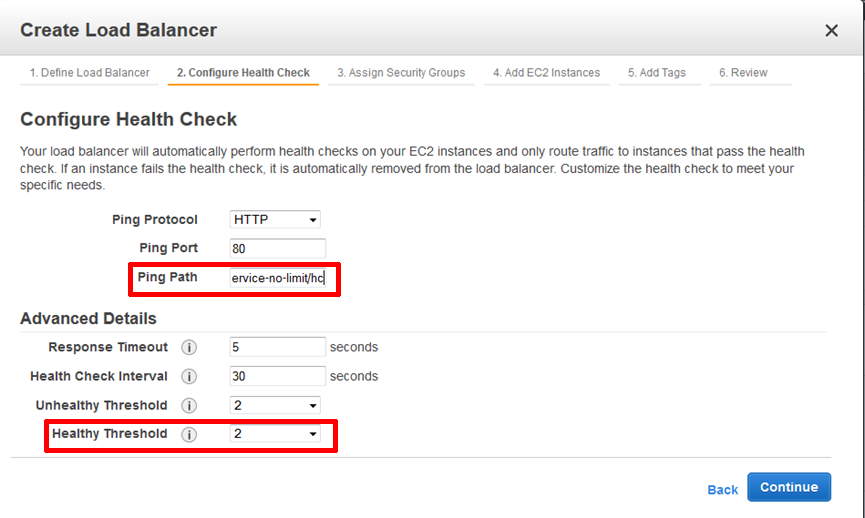 Create Load Balancer
1. Define Load Balancer 2. Configure Health Check 3. Assign Security Groups 4. Add EC2 Instances 5. Add Tags 6. Review
Configure Health Check
Your load balancer will automatically perform health checks on your EC2 instances and only route traffic to instances that pass the health
check. If an instance fails the health check, it is automatically removed from the load balancer. Customize the health check to meet your
specific needs.
Ping Protocol HTTP
Ping Port 80
Ping Path ervice-no-limit/hc
Advanced Details
Response Timeout i 5 seconds
Health Check Interval i 30 seconds
Unhealthy Threshold i 2
Healthy Threshold i 2
Back Continue